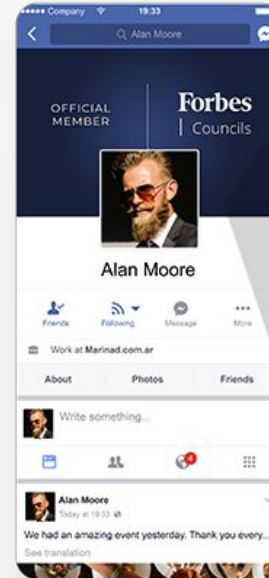 Company 19:33
Alan Moore
OFFICIAL
MEMBER
Forbes
Councils
Alan Moore
Friends Following Message More
Work at Marinad.com.ar
About Photos Friends
Write something...
4
Alan Moore
Today at 19:33
We had an amazing event yesterday. Thank you every...
See translation